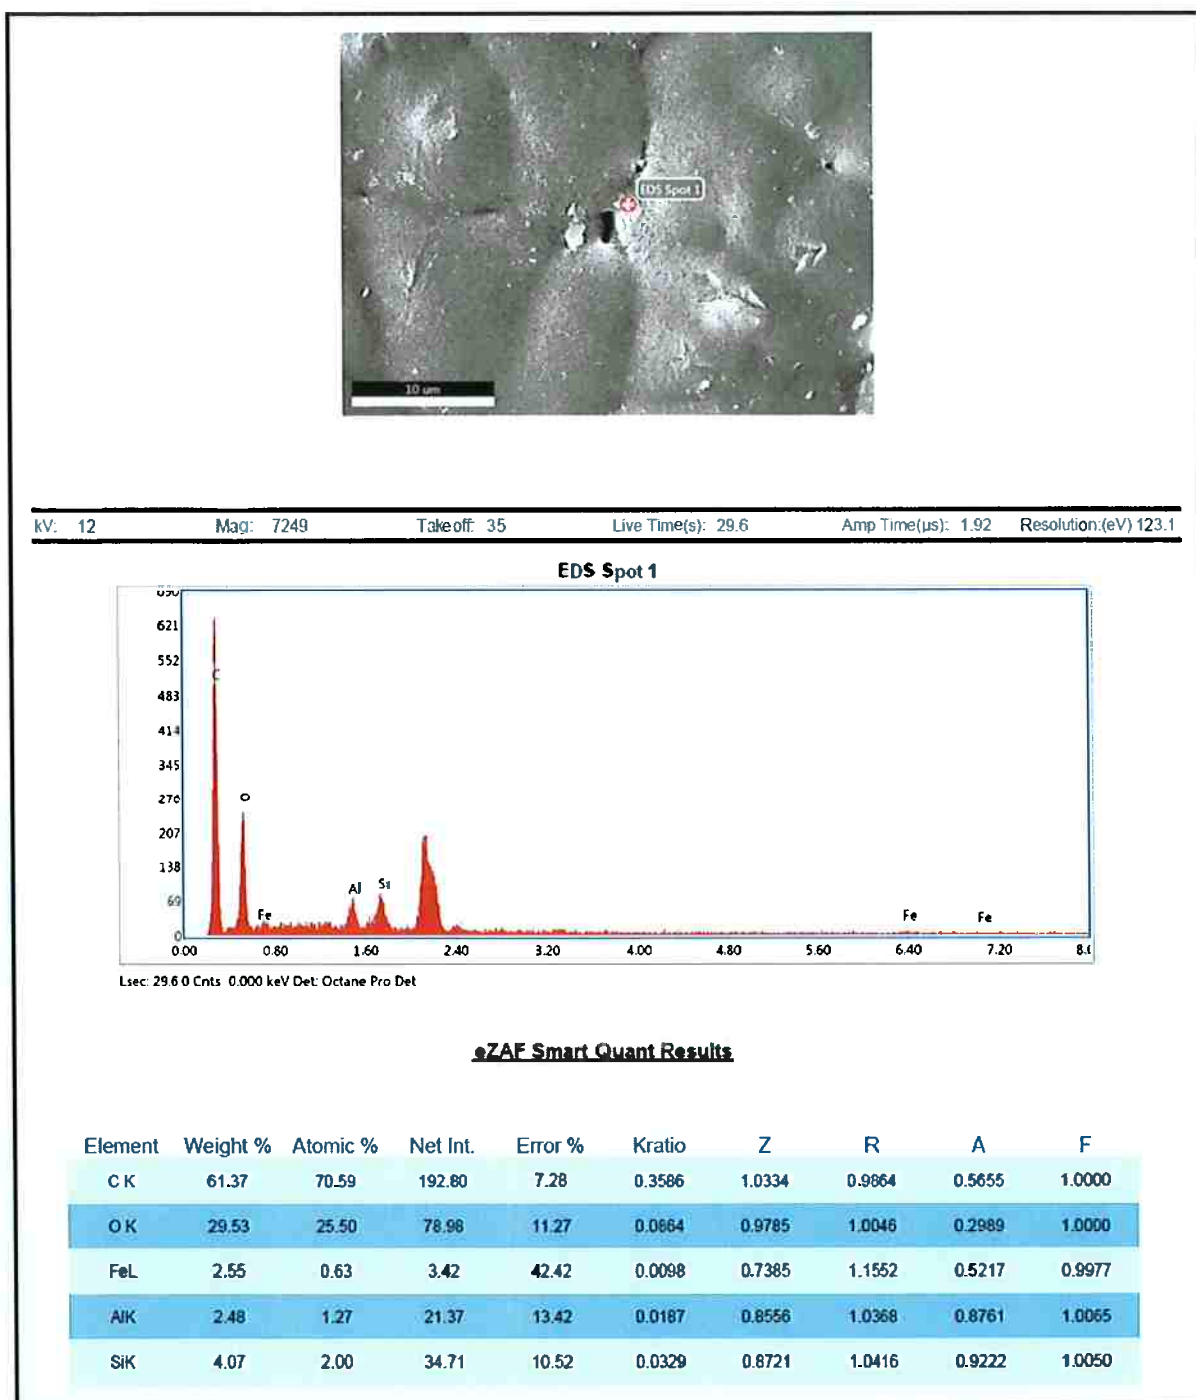 EDS Spot 1
10 um
kV: 12 Mag: 7249 Takeoff: 35 Live Time(s): 29.6 Amp Time(µs): 1.92 Resolution:(eV) 123.1
EDS Spot 1
621
552
C
483
414
345
276
O
207
138
Al Si
69
Fe Fe Fe
0
0.00 0.80 1.60 2.40 3.20 4.00 4.80 5.60 6.40 7.20
Lsec: 29.6 0 Cnts 0.000 keV Det: Octane Pro Det
eZAF Smart Quant Results
Element Weight % Atomic % Net Int. Error % Kratio Z R A F
C K 61.37 70.59 192.80 7.28 0.3586 1.0334 0.9864 0.5655 1.0000
O K 29.53 25.50 78.98 11.27 0.0864 0.9785 1.0046 0.2989 1.0000
FeL 2.55 0.63 3.42 42.42 0.0098 0.7385 1.1552 0.5217 0.9977
AlK 2.48 1.27 21.37 13.42 0.0187 0.8556 1.0368 0.8761 1.0065
SiK 4.07 2.00 34.71 10.52 0.0329 0.8721 1.0416 0.9222 1.0050